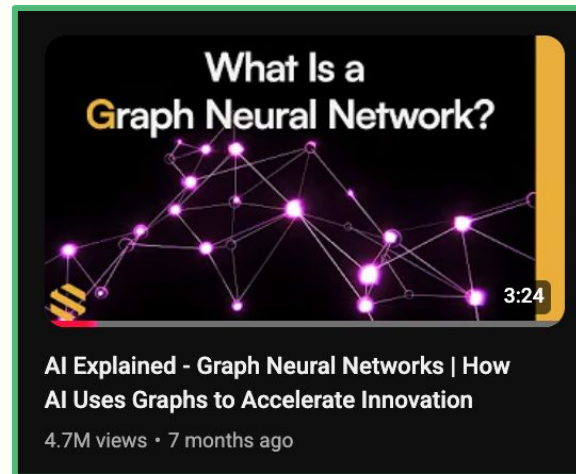 What Is a
Graph Neural Network?
3:24
AI Explained - Graph Neural Networks | How
AI Uses Graphs to Accelerate Innovation
4.7M views • 7 months ago